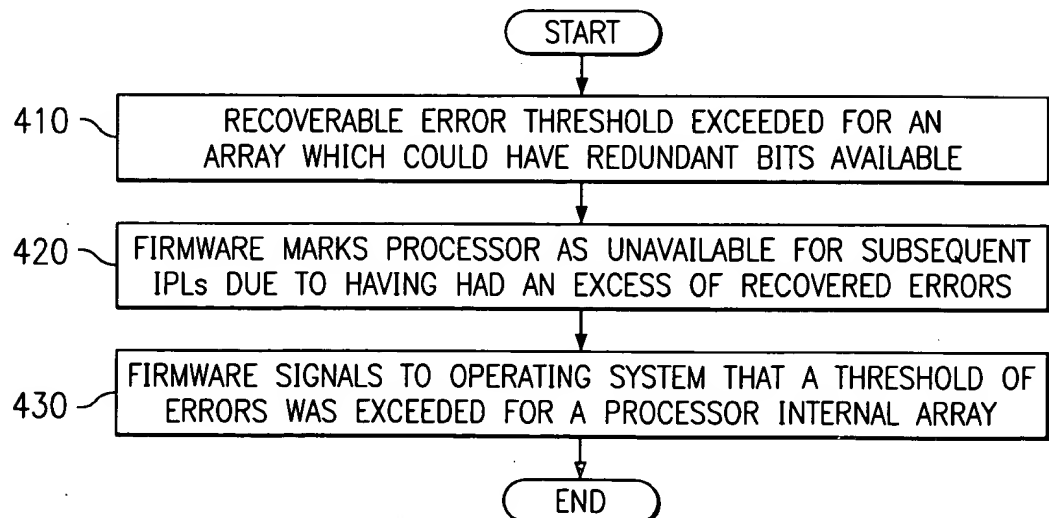 START
410
RECOVERABLE ERROR THRESHOLD EXCEEDED FOR AN
ARRAY WHICH COULD HAVE REDUNDANT BITS AVAILABLE
420
FIRMWARE MARKS PROCESSOR AS UNAVAILABLE FOR SUBSEQUENT
IPLs DUE TO HAVING HAD AN EXCESS OF RECOVERED ERRORS
430
FIRMWARE SIGNALS TO OPERATING SYSTEM THAT A THRESHOLD OF
ERRORS WAS EXCEEDED FOR A PROCESSOR INTERNAL ARRAY
END